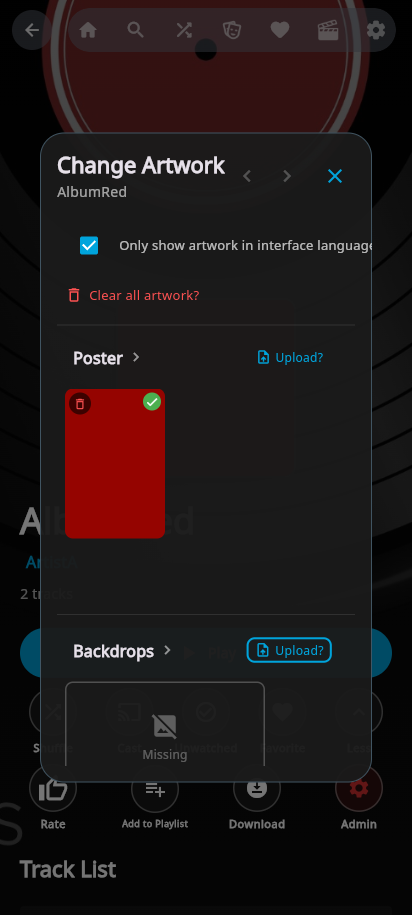 Change Artwork
AlbumRed
Only show artwork in interface language
Clear all artwork?
Poster
Upload?
2 tr
Backdrops
Upload?
Missing
Rate
Add to Playlist
Download
Admin
Track List